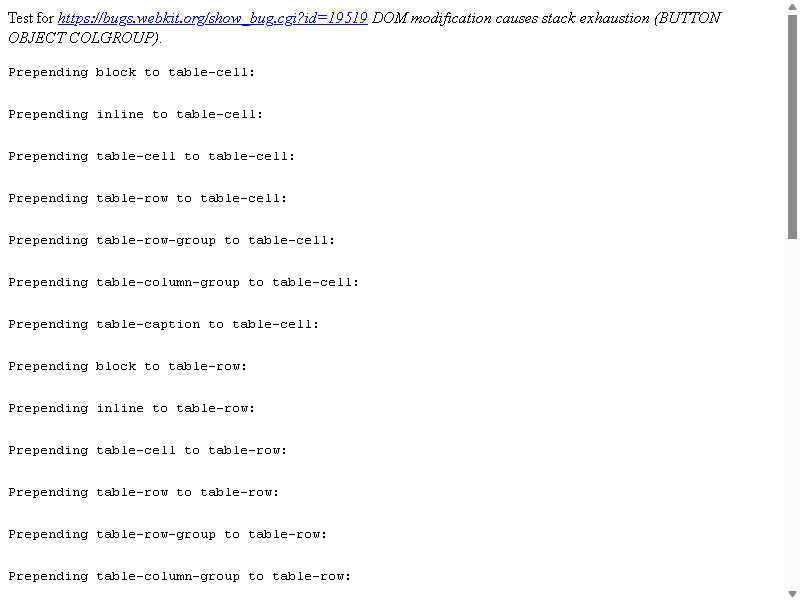 Test for https://bugs.webkit.org/show_bug.cgi?id=19519 DOM modification causes stack exhaustion (BUTTON
OBJECT COLGROUP).
Prepending block to table-cell:
Prepending inline to table-cell:
Prepending table-cell to table-cell:
Prepending table-row to table-cell:
Prepending table-row-group to table-cell:
Prepending table-column-group to table-cell:
Prepending table-caption to table-cell:
Prepending block to table-row:
Prepending inline to table-row:
Prepending table-cell to table-row:
Prepending table-row to table-row:
Prepending table-row-group to table-row:
Prepending table-column-group to table-row: